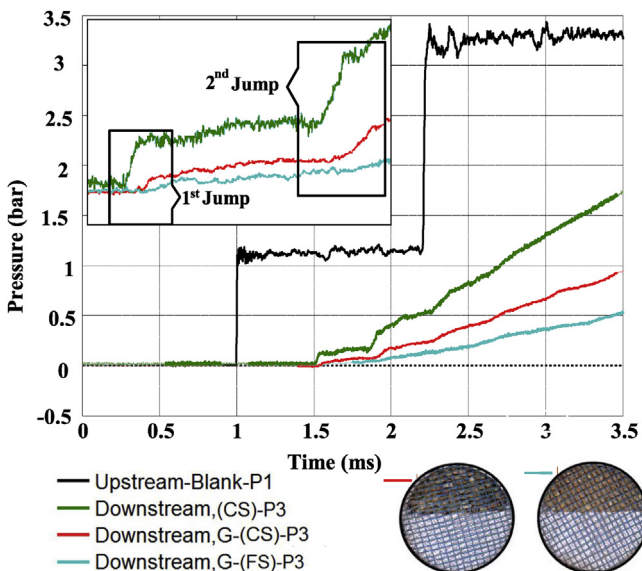 3.5
3
2.5
2
1.5
1
0.5
0
-0.5
Pressure (bar)
2nd Jump
1st Jump
0 0.5 1 1.5 2 2.5 3 3.5
Time (ms)
Upstream-Blank-P1
Downstream,(CS)-P3
Downstream,G-(CS)-P3
Downstream,G-(FS)-P3